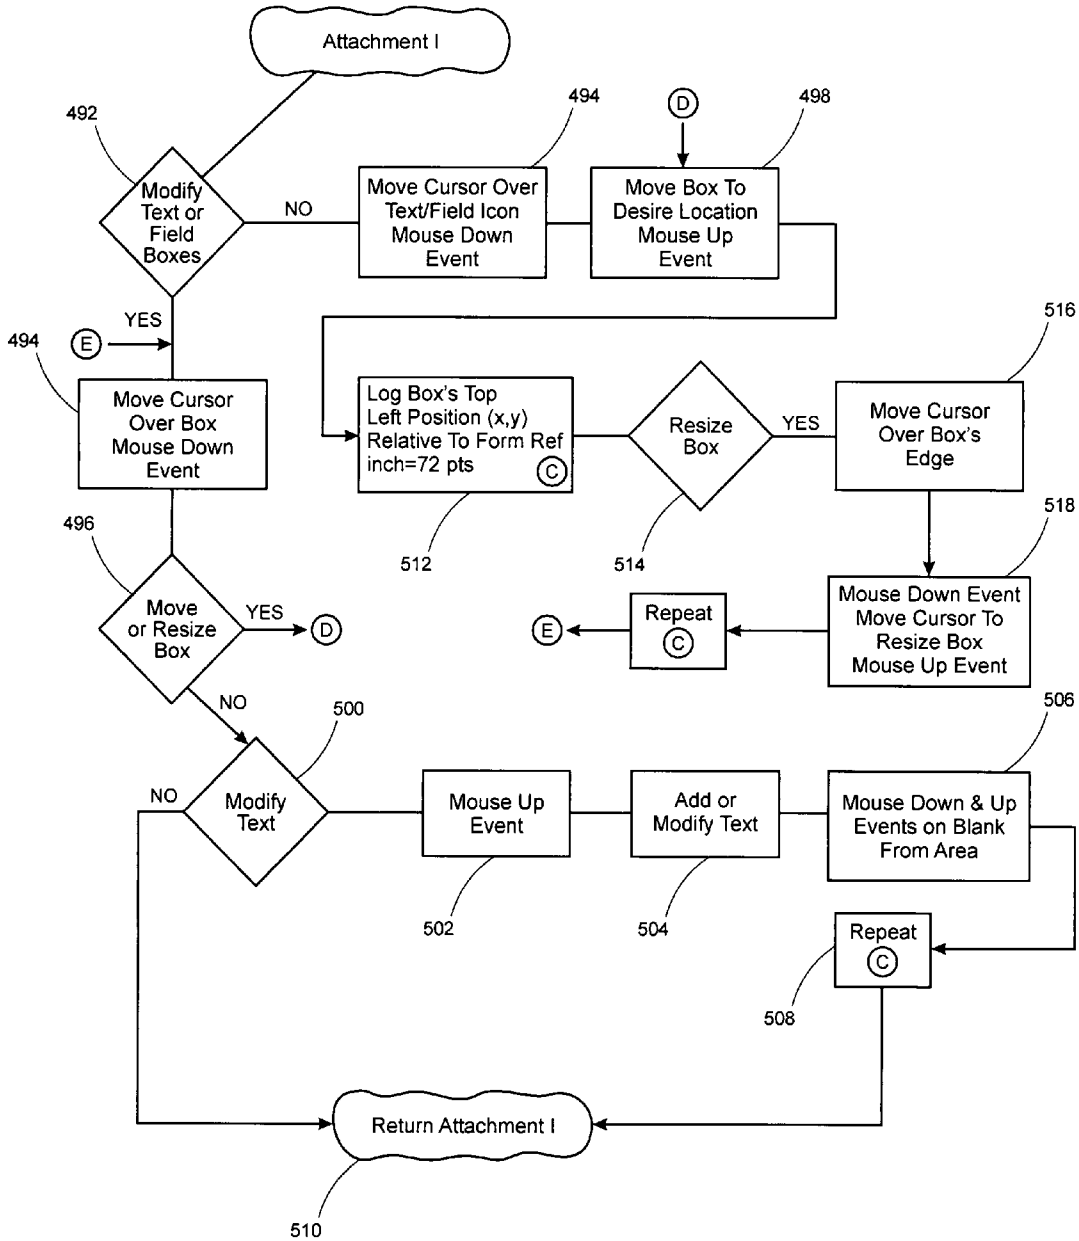 Attachment I
492
494
D
498
Modify
Text or
Field
Boxes
NO
Move Cursor Over
Text/Field Icon
Mouse Down
Event
Move Box To
Desire Location
Mouse Up
Event
YES
E
494
516
Move Cursor
Over Box
Mouse Down
Event
Log Box's Top
Left Position (x,y)
Relative To Form Ref
inch=72 pts
C
Resize
Box
YES
Move Cursor
Over Box's
Edge
512
514
518
496
Move
or Resize
Box
YES
D
E
Repeat
C
Mouse Down Event
Move Cursor To
Resize Box
Mouse Up Event
NO
500
506
NO
Modify
Text
Mouse Up
Event
Add or
Modify Text
Mouse Down & Up
Events on Blank
From Area
502
504
Repeat
C
508
Return Attachment I
510